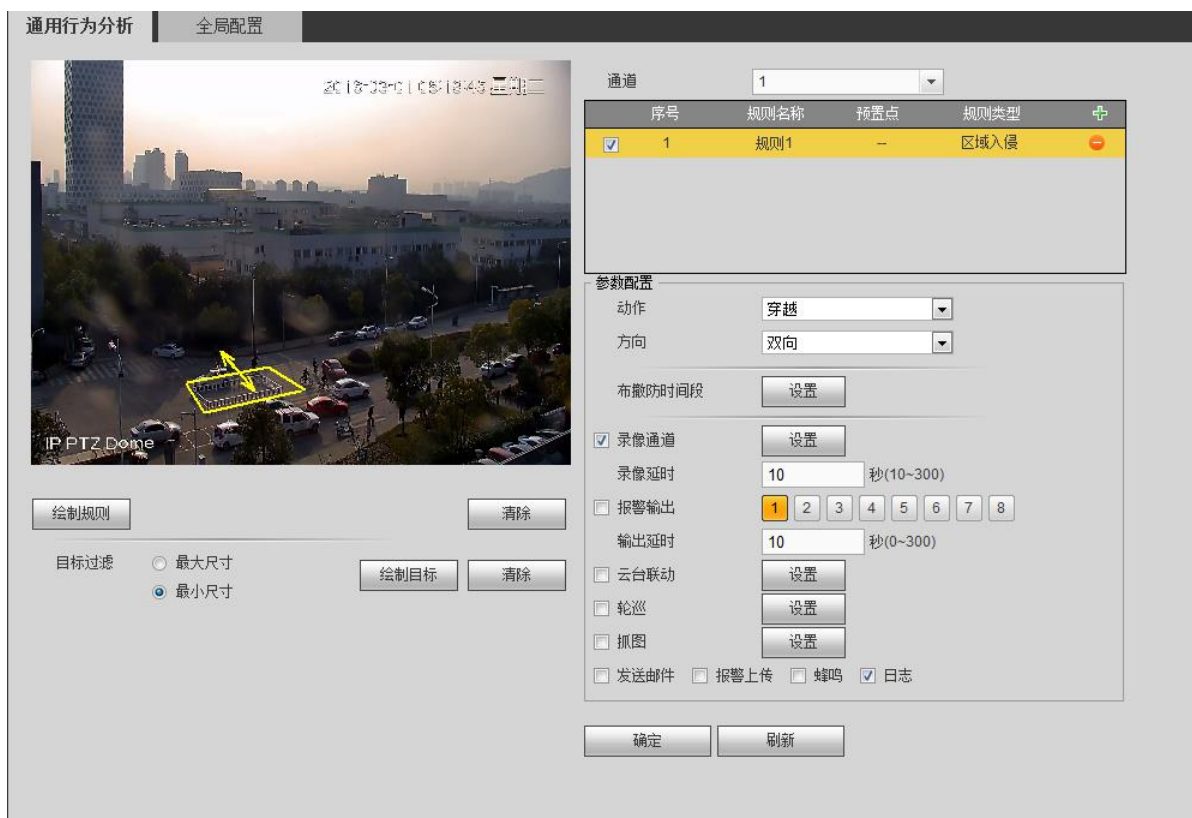 通用行为分析 全局配置
星期二
IP PTZ Dome
绘制规则 清除
目标过滤 最大尺寸
最小尺寸
绘制目标 清除
通道 1
序号 规则名称 预置点 规则类型
1 规则1 -- 区域入侵
参数配置
动作 穿越
方向 双向
布撤防时间段 设置
录像通道 设置
录像延时 10 秒(10~300)
报警输出 1 2 3 4 5 6 7 8
输出延时 10 秒(0~300)
云台联动 设置
轮巡 设置
抓图 设置
发送邮件 报警上传 蜂鸣 日志
确定 刷新